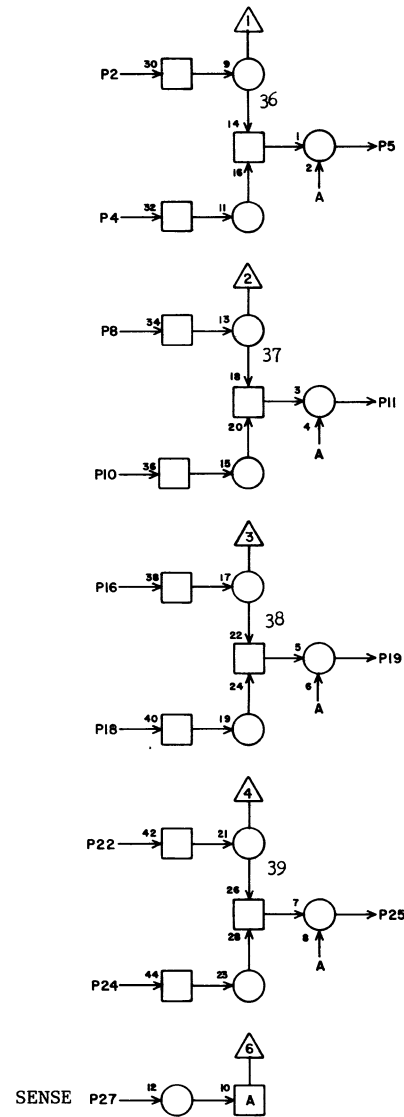 1
P2 30 9
36
14 1 P5
16 2
A
P4 32 11
2
P8 34 13
37
18 3 P11
20 4
A
P10 36 15
3
P16 38 17
38
22 5 P19
24 6
A
P18 40 19
4
P22 42 21
39
26 7 P25
28 8
A
P24 44 23
6
SENSE P27 12 10 A